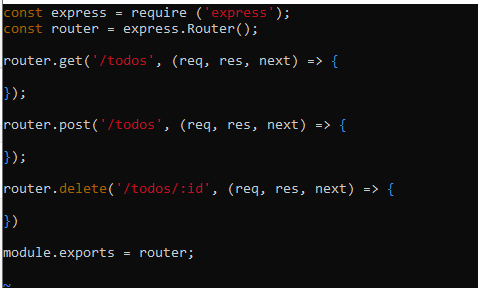 const express = require ('express');
const router = express.Router();
router.get('/todos', (req, res, next) => {
});
router.post('/todos', (req, res, next) => {
});
router.delete('/todos/:id', (req, res, next) => {
})
module.exports = router;
~